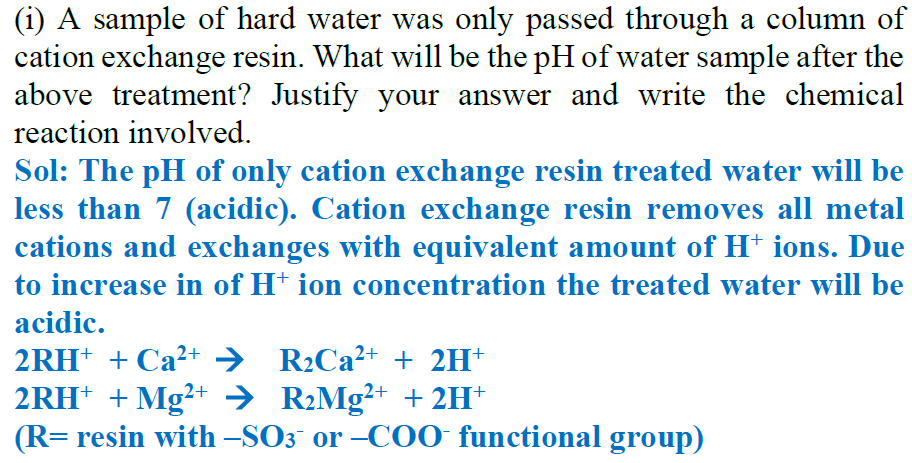 (i) A sample of hard water was only passed through a column of
cation exchange resin. What will be the pH of water sample after the
above treatment? Justify your answer and write the chemical
reaction involved.
Sol: The pH of only cation exchange resin treated water will be
less than 7 (acidic). Cation exchange resin removes all metal
cations and exchanges with equivalent amount of H⁺ ions. Due
to increase in of H⁺ ion concentration the treated water will be
acidic.
2RH⁺ + Ca²⁺ → R₂Ca²⁺ + 2H⁺
2RH⁺ + Mg²⁺ → R₂Mg²⁺ + 2H⁺
(R= resin with –SO₃⁻ or –COO⁻ functional group)